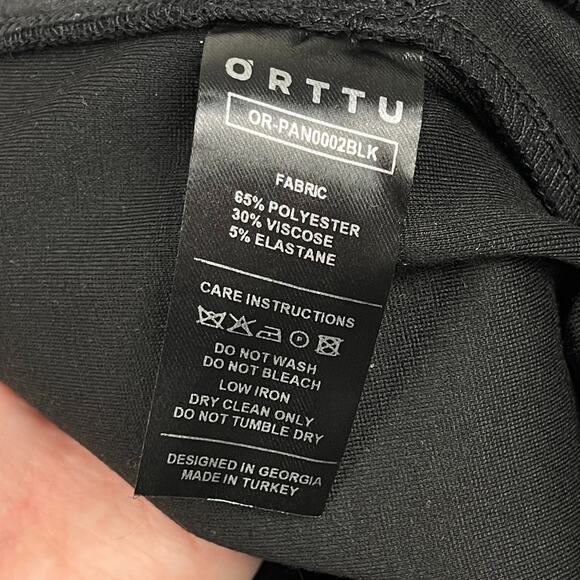 ORTTU
OR-PAN0002BLK
FABRIC
65% POLYESTER
30% VISCOSE
5% ELASTANE
CARE INSTRUCTIONS
P
DO NOT WASH
DO NOT BLEACH
LOW IRON
DRY CLEAN ONLY
DO NOT TUMBLE DRY
DESIGNED IN GEORGIA
MADE IN TURKEY